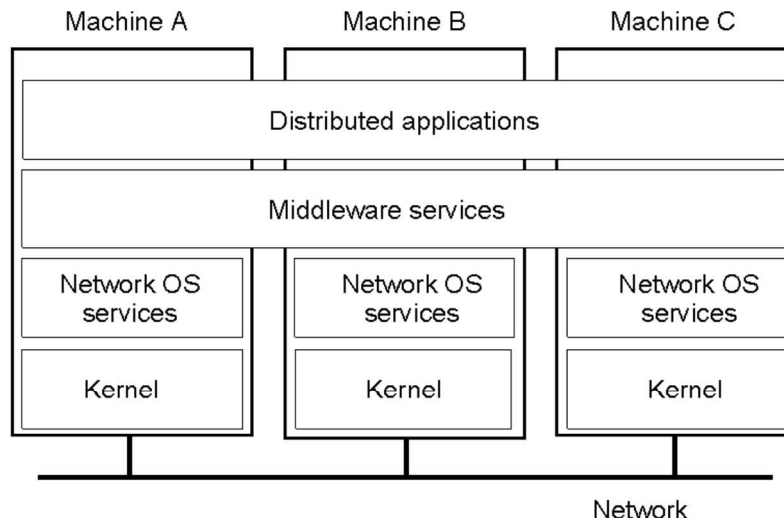 Machine A
Machine B
Machine C
Distributed applications
Middleware services
Network OS
services
Network OS
services
Network OS
services
Kernel
Kernel
Kernel
Network